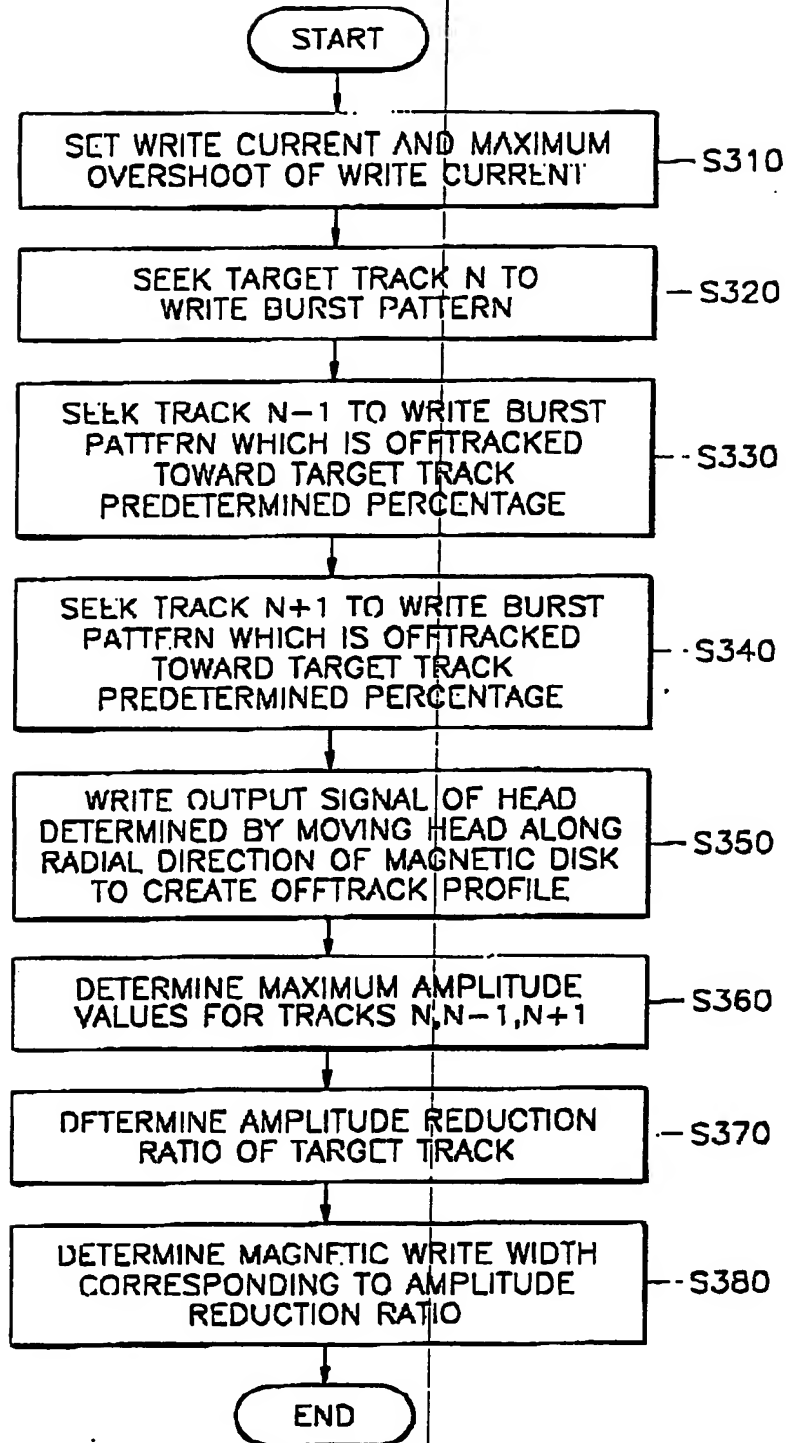 START
SET WRITE CURRENT AND MAXIMUM
OVERSHOOT OF WRITE CURRENT
S310
SEEK TARGET TRACK N TO
WRITE BURST PATTERN
S320
SEEK TRACK N-1 TO WRITE BURST
PATTERN WHICH IS OFFTRACKED
TOWARD TARGET TRACK
PREDETERMINED PERCENTAGE
S330
SEEK TRACK N+1 TO WRITE BURST
PATTERN WHICH IS OFFTRACKED
TOWARD TARGET TRACK
PREDETERMINED PERCENTAGE
S340
WRITE OUTPUT SIGNAL OF HEAD
DETERMINED BY MOVING HEAD ALONG
RADIAL DIRECTION OF MAGNETIC DISK
TO CREATE OFFTRACK PROFILE
S350
DETERMINE MAXIMUM AMPLITUDE
VALUES FOR TRACKS N,N-1,N+1
S360
DETERMINE AMPLITUDE REDUCTION
RATIO OF TARGET TRACK
S370
DETERMINE MAGNETIC WRITE WIDTH
CORRESPONDING TO AMPLITUDE
REDUCTION RATIO
S380
END